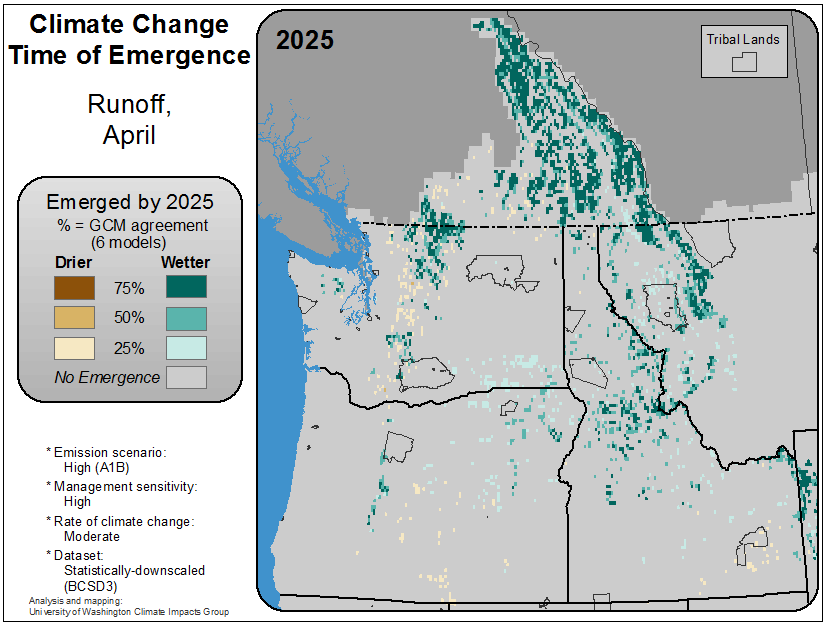 Climate Change
Time of Emergence
Runoff,
April
Emerged by 2025
% = GCM agreement
(6 models)
Drier Wetter
75%
50%
25%
No Emergence
* Emission scenario:
High (A1B)
* Management sensitivity:
High
* Rate of climate change:
Moderate
* Dataset:
Statistically-downscaled
(BCSD3)
Analysis and mapping:
University of Washington Climate Impacts Group
2025
Tribal Lands